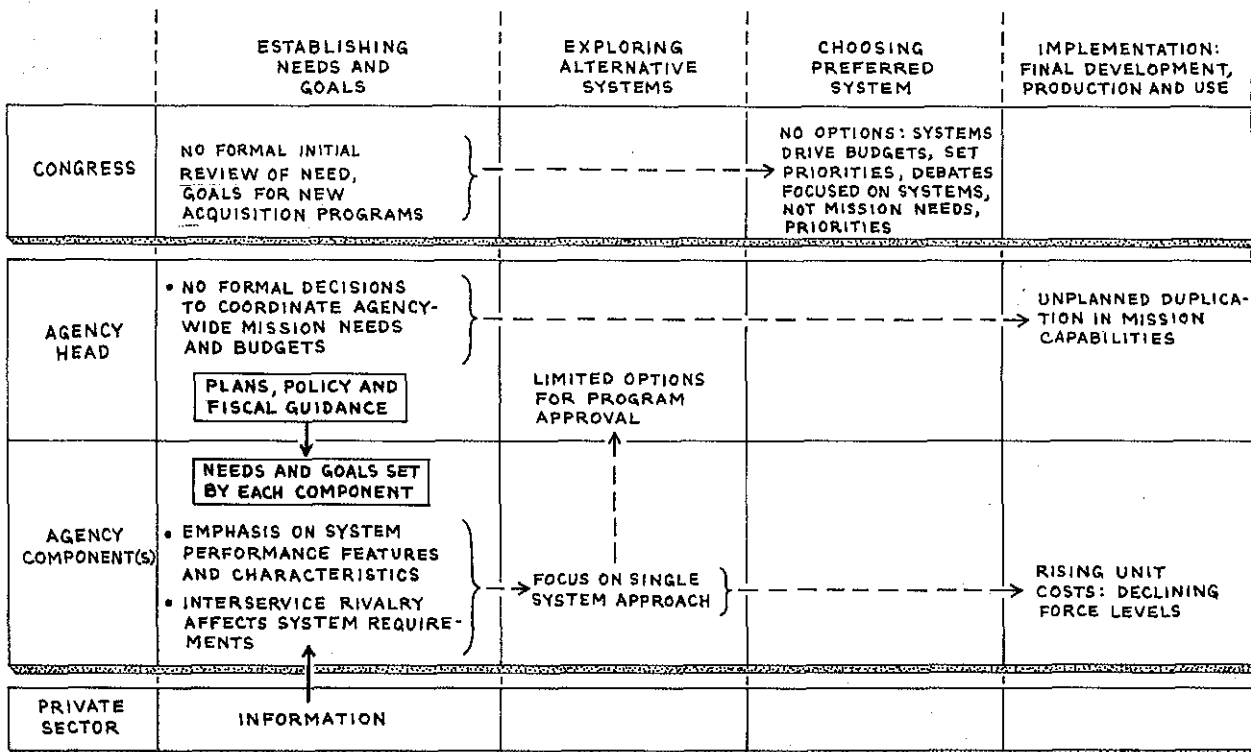 ESTABLISHING
NEEDS AND
GOALS
EXPLORING
ALTERNATIVE
SYSTEMS
CHOOSING
PREFERRED
SYSTEM
IMPLEMENTATION:
FINAL DEVELOPMENT,
PRODUCTION AND USE
CONGRESS
NO FORMAL INITIAL
REVIEW OF NEED,
GOALS FOR NEW
ACQUISITION PROGRAMS
NO OPTIONS: SYSTEMS
DRIVE BUDGETS, SET
PRIORITIES, DEBATES
FOCUSED ON SYSTEMS,
NOT MISSION NEEDS,
PRIORITIES
AGENCY
HEAD
• NO FORMAL DECISIONS
TO COORDINATE AGENCY-
WIDE MISSION NEEDS
AND BUDGETS
PLANS, POLICY AND
FISCAL GUIDANCE
LIMITED OPTIONS
FOR PROGRAM
APPROVAL
UNPLANNED DUPLICA-
TION IN MISSION
CAPABILITIES
AGENCY
COMPONENT(S)
NEEDS AND GOALS SET
BY EACH COMPONENT
• EMPHASIS ON SYSTEM
PERFORMANCE FEATURES
AND CHARACTERISTICS
• INTERSERVICE RIVALRY
AFFECTS SYSTEM REQUIRE-
MENTS
FOCUS ON SINGLE
SYSTEM APPROACH
RISING UNIT
COSTS: DECLINING
FORCE LEVELS
PRIVATE
SECTOR
INFORMATION